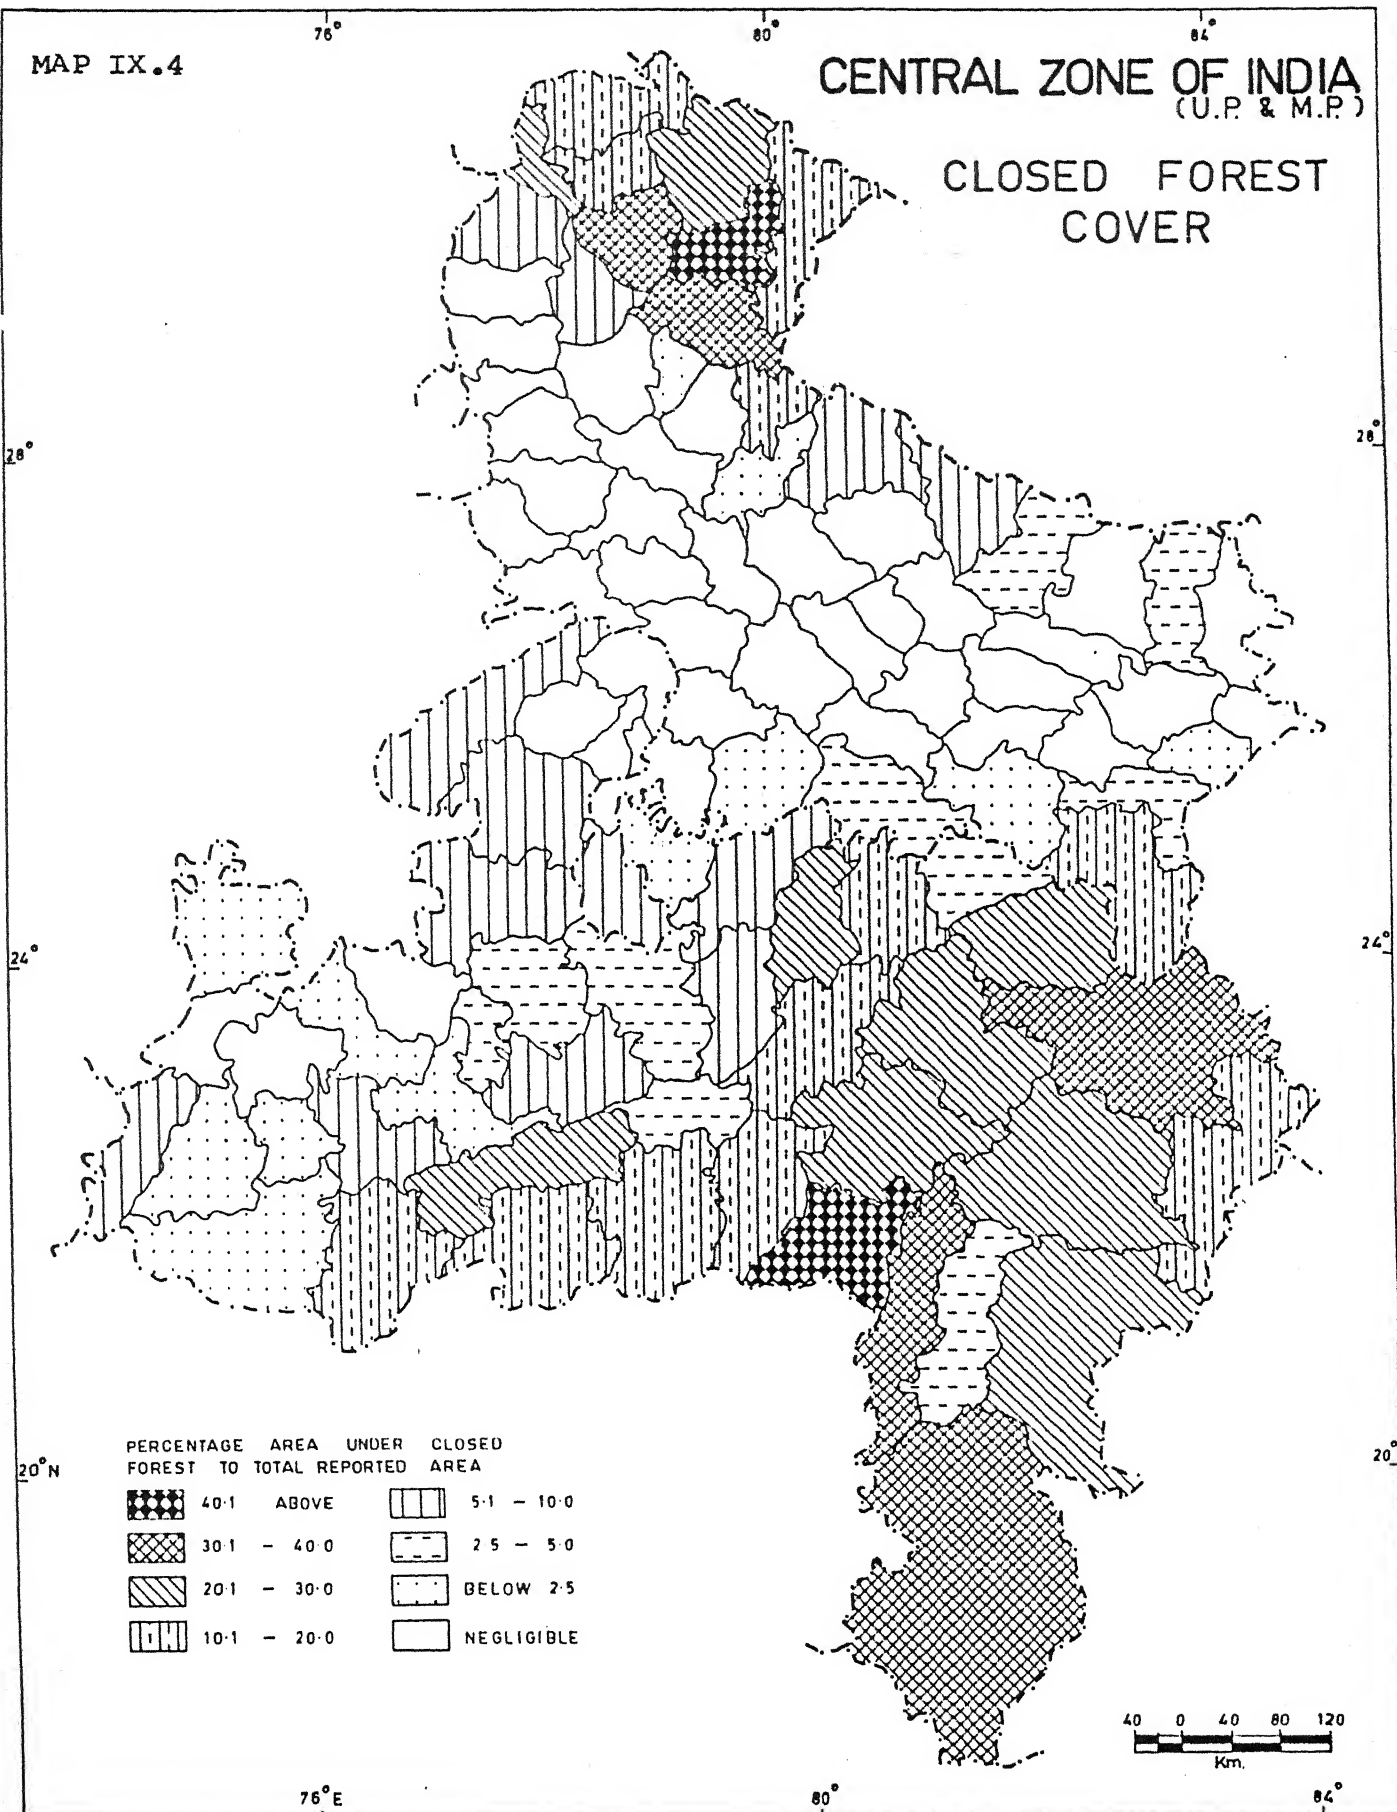 76° 80° 84°
MAP IX.4
CENTRAL ZONE OF INDIA
(U.P. & M.P.)
CLOSED FOREST
COVER
28° 28°
24° 24°
20°N 20°
PERCENTAGE AREA UNDER CLOSED
FOREST TO TOTAL REPORTED AREA
40·1 ABOVE 5·1 — 10·0
30·1 — 40·0 2 5 — 5·0
20·1 — 30·0 BELOW 2·5
10·1 — 20·0 NEGLIGIBLE
40 0 40 80 120
Km.
76°E 80° 84°